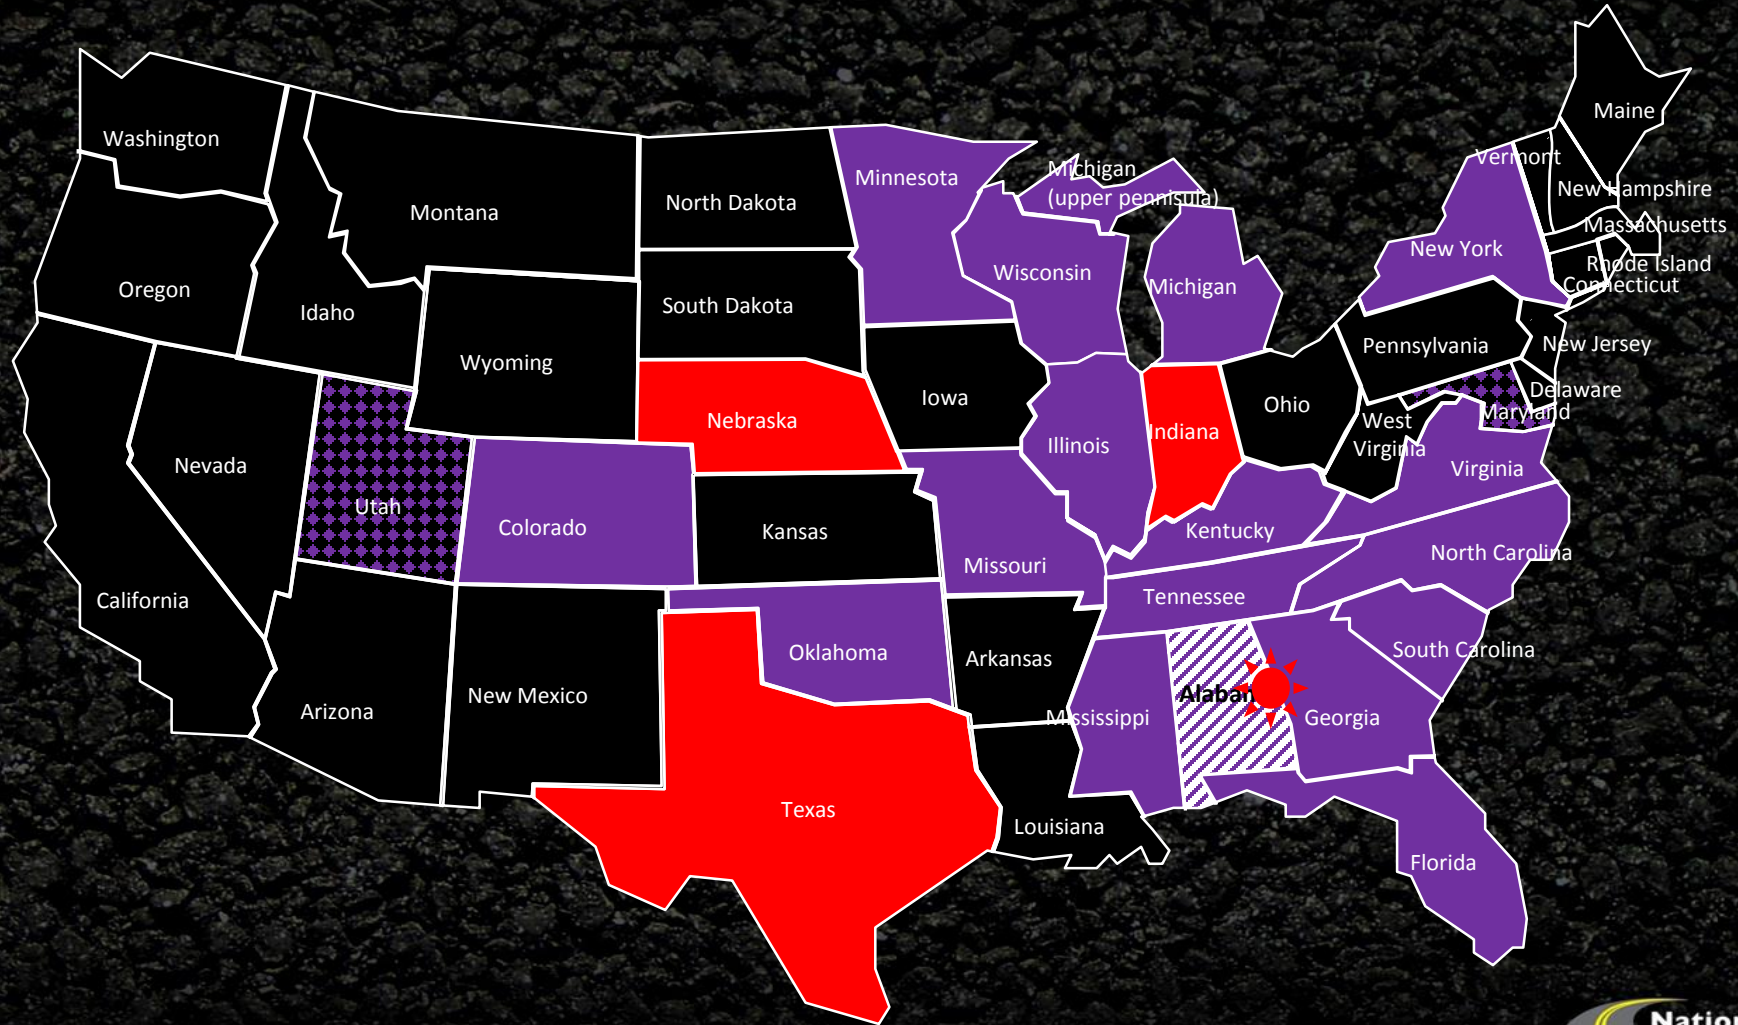 Maine
Washington
Vermont
Michigan
(upper pennisula)
Minnesota
New Hampshire
North Dakota
Montana
Massachusetts
New York
Rhode Island
Wisconsin
Connecticut
Michigan
Oregon
South Dakota
Idaho
New Jersey
Pennsylvania
Wyoming
Delaware
Iowa
Ohio
Maryland
Nebraska
West
Virginia
Indiana
Illinois
Nevada
Virginia
Utah
Colorado
Kansas
Kentucky
North Carolina
Missouri
California
Tennessee
South Carolina
Oklahoma
Arkansas
New Mexico
Arizona
Mississippi
Georgia
Texas
Louisiana
Florida